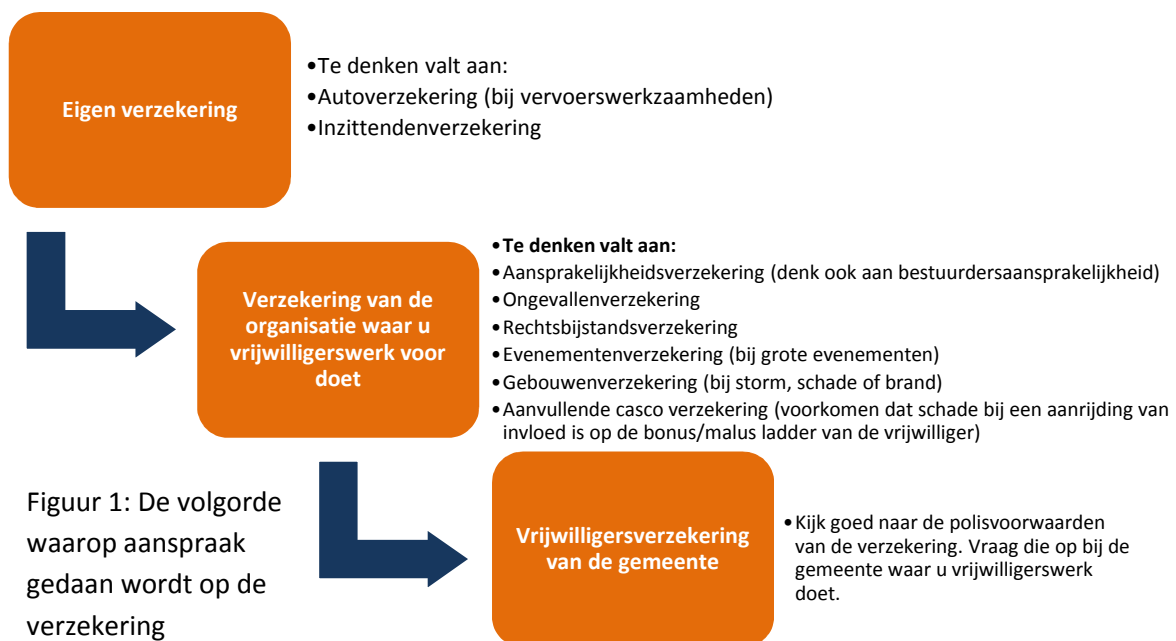 Eigen verzekering
•Te denken valt aan:
•Autoverzekering (bij vervoerswerkzaamheden)
•Inzittendenverzekering
Verzekering van de
organisatie waar u
vrijwilligerswerk voor
doet
•Te denken valt aan:
•Aansprakelijkheidsverzekering (denk ook aan bestuurdersaansprakelijkheid)
•Ongevallenverzekering
•Rechtsbijstandsverzekering
•Evenementenverzekering (bij grote evenementen)
•Gebouwenverzekering (bij storm, schade of brand)
•Aanvullende casco verzekering (voorkomen dat schade bij een aanrijding van
invloed is op de bonus/malus ladder van de vrijwilliger)
Vrijwilligersverzekering
van de gemeente
•Kijk goed naar de polisvoorwaarden
van de verzekering. Vraag die op bij de
gemeente waar u vrijwilligerswerk
doet.
Figuur 1: De volgorde
waarop aanspraak
gedaan wordt op de
verzekering